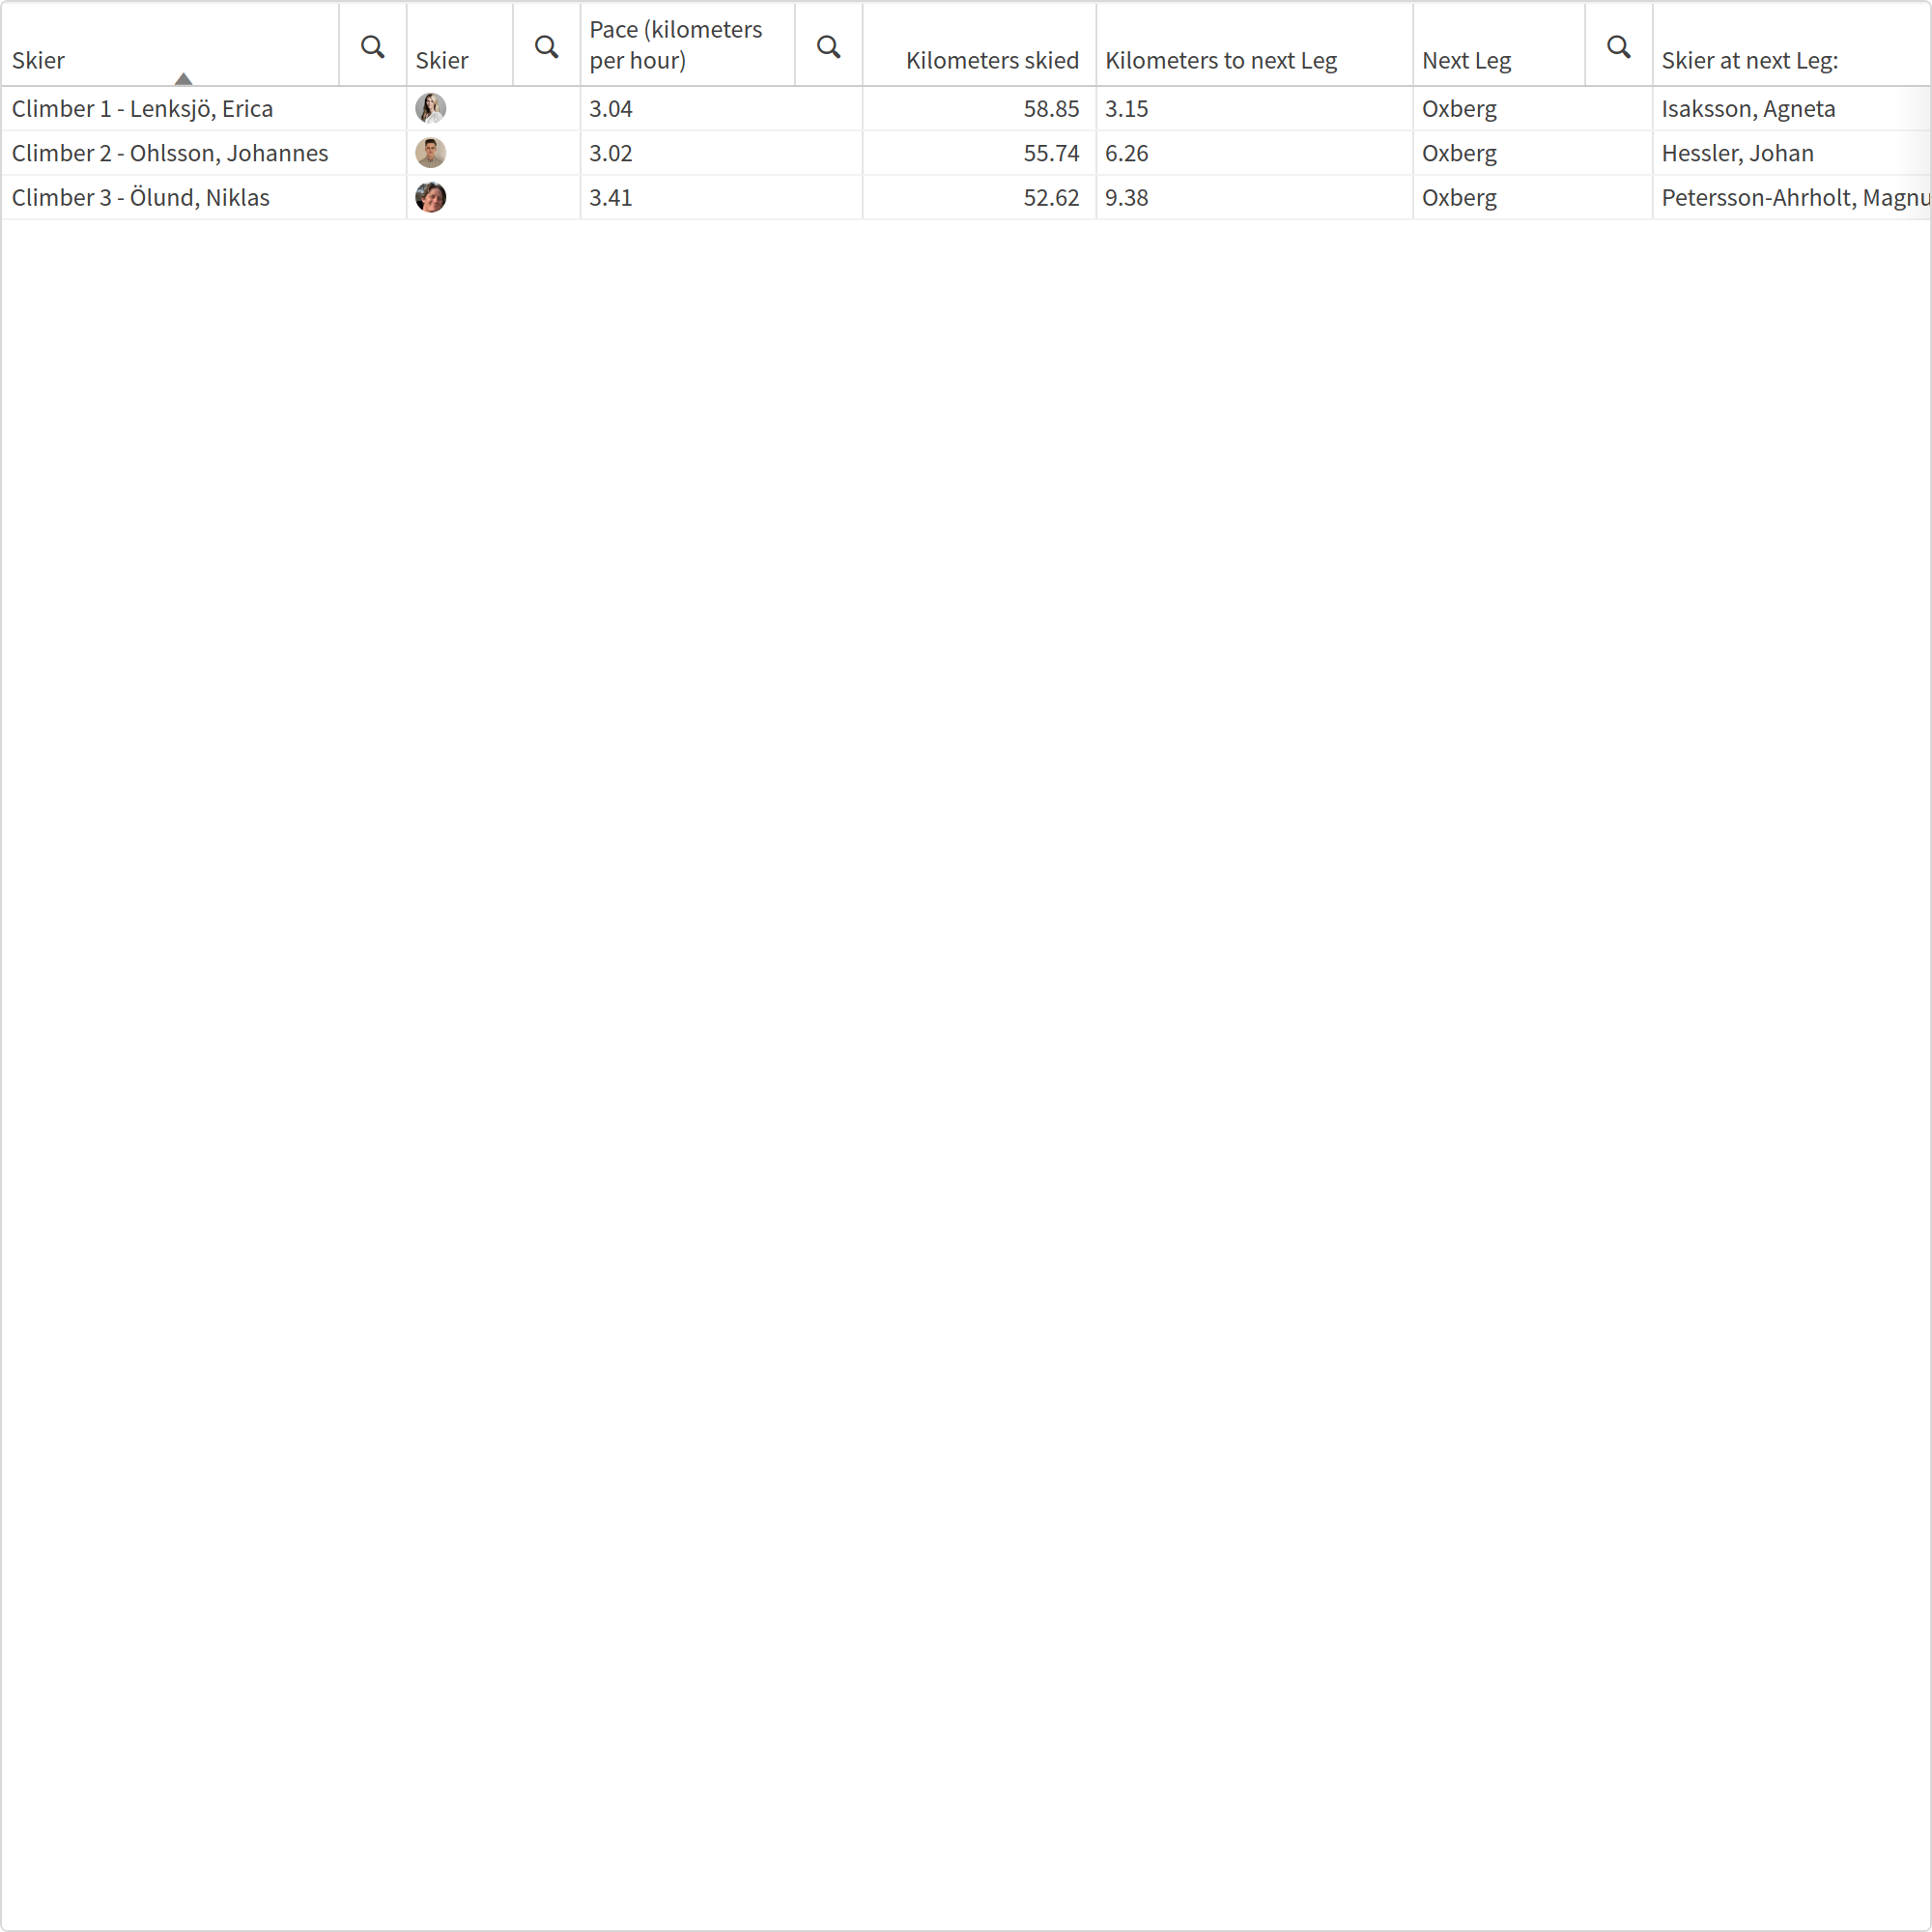 Skier
Skier
Pace (kilometers
per hour)
Kilometers skied
Kilometers to next Leg
Next Leg
Skier at next Leg:
Climber 1 - Lenksjö, Erica 3.04 58.85 3.15 Oxberg Isaksson, Agneta
Climber 2 - Ohlsson, Johannes 3.02 55.74 6.26 Oxberg Hessler, Johan
Climber 3 - Ölund, Niklas 3.41 52.62 9.38 Oxberg Petersson-Ahrholt, Magnu